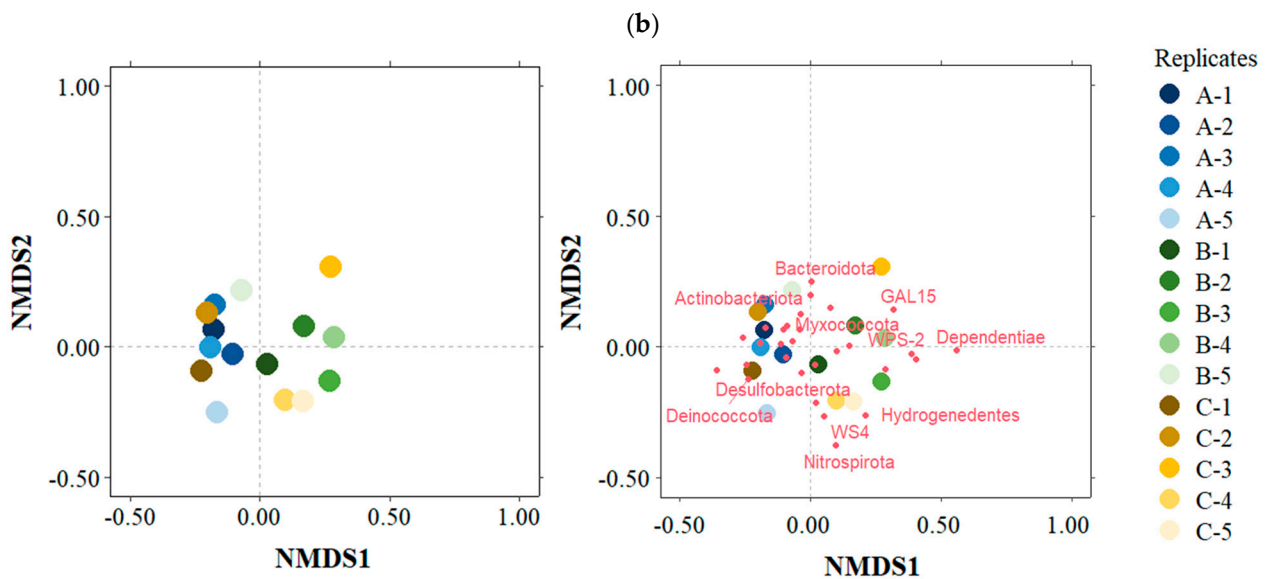 (b)
NMDS2
1.00
0.50
0.00
-0.50
-0.50
0.00
0.50
1.00
NMDS1
NMDS2
1.00
0.50
0.00
-0.50
Bacteroidota
Actinobacteriota
GAL15
Myxococcota
WPS-2
Dependentiae
Desulfobacterota
Deinococcota
Hydrogenedentes
WS4
Nitrospirota
-0.50
0.00
0.50
1.00
NMDS1
Replicates
A-1
A-2
A-3
A-4
A-5
B-1
B-2
B-3
B-4
B-5
C-1
C-2
C-3
C-4
C-5